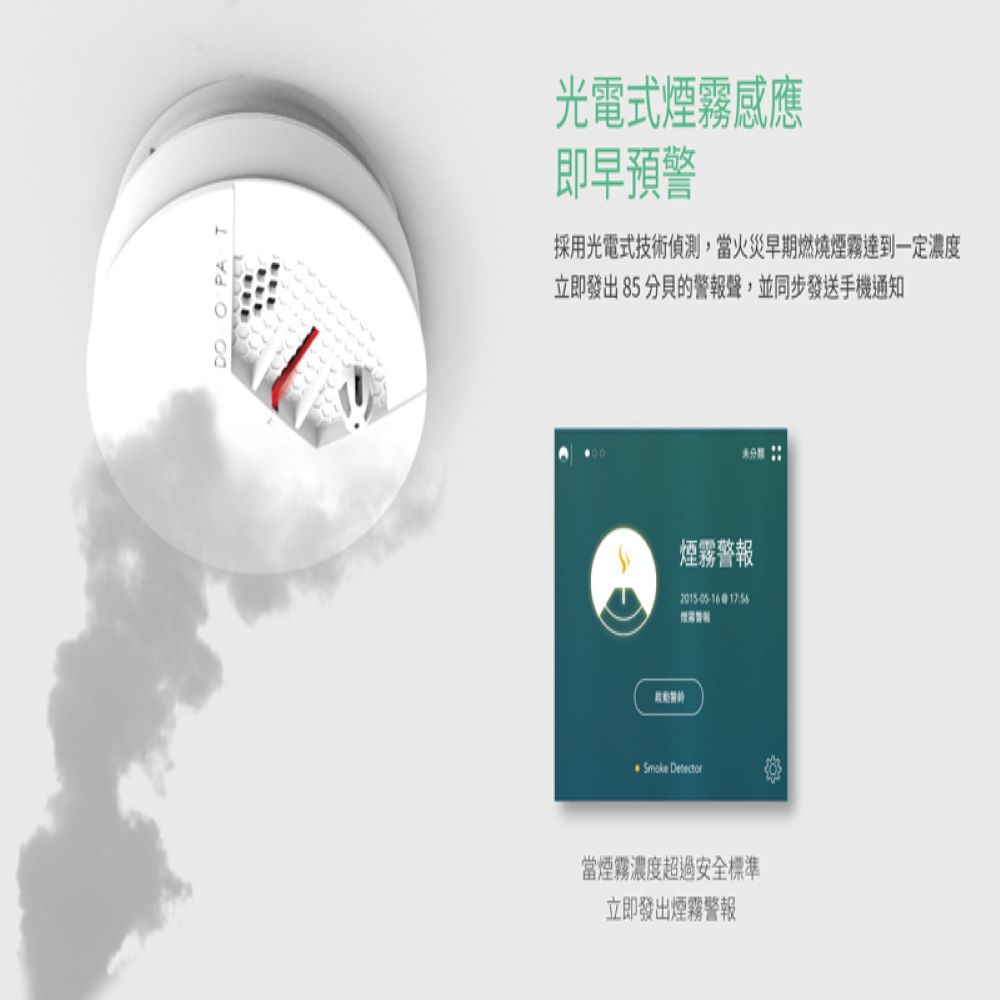 光電式煙霧感應
即早預警
採用光電式技術偵測，當火災早期燃燒煙霧達到一定濃度
立即發出 85 分貝的警報聲，並同步發送手機通知
DO O PA T
未分類
煙霧警報
2015-05-16 @ 17:56
煙霧警報
啟動警鈴
Smoke Detector
當煙霧濃度超過安全標準
立即發出煙霧警報